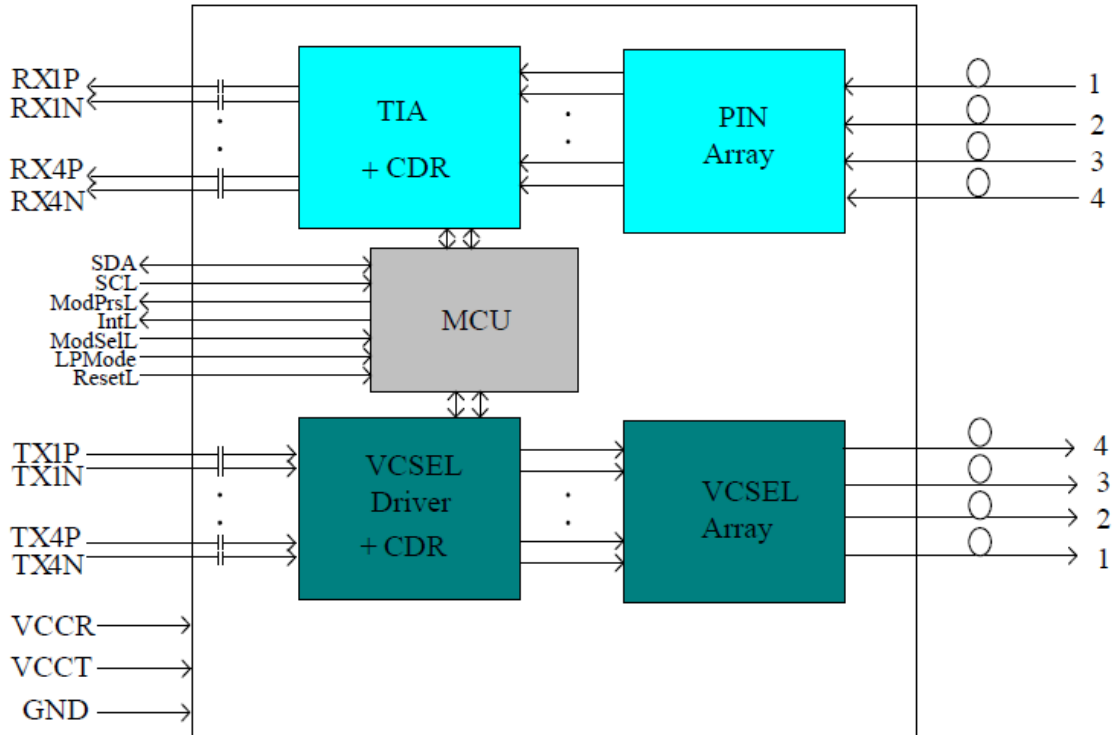 RX1P
RX1N
RX4P
RX4N
TIA
+ CDR
PIN
Array
1
2
3
4
SDA
SCL
ModPrsL
IntL
ModSelL
LPMode
ResetL
MCU
TX1P
TX1N
TX4P
TX4N
VCSEL
Driver
+ CDR
VCSEL
Array
4
3
2
1
VCCR
VCCT
GND